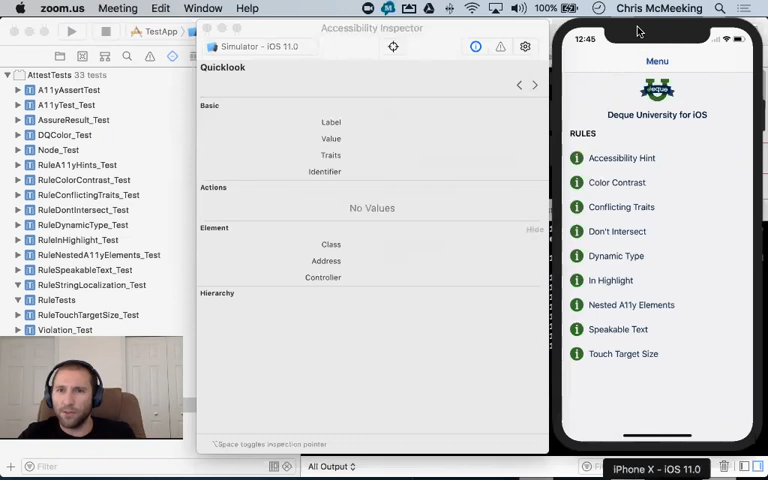 zoom.us Meeting Edit Window Help 100% Chris McMeeking
TestApp
AttestTests 33 tests
A11yAssertTest
A11yTest_Test
AssureResult_Test
DQColor_Test
Node_Test
RuleA11yHints_Test
RuleColorContrast_Test
RuleConflictingTraits_Test
RuleDontIntersect_Test
RuleDynamicType_Test
RuleInHighlight_Test
RuleNestedA11yElements_Test
RuleSpeakableText_Test
RuleStringLocalization_Test
RuleTests
RuleTouchTargetSize_Test
Violation_Test
Filter
Accessibility Inspector
Simulator - iOS 11.0
Quicklook
Basic
Label
Value
Traits
Identifier
Actions
No Values
Element
Hide
Class
Address
Controller
Hierarchy
⌥Space toggles inspection pointer
All Output
12:45
Menu
Deque
Deque University for iOS
RULES
Accessibility Hint
Color Contrast
Conflicting Traits
Don't Intersect
Dynamic Type
In Highlight
Nested A11y Elements
Speakable Text
Touch Target Size
iPhone X - iOS 11.0